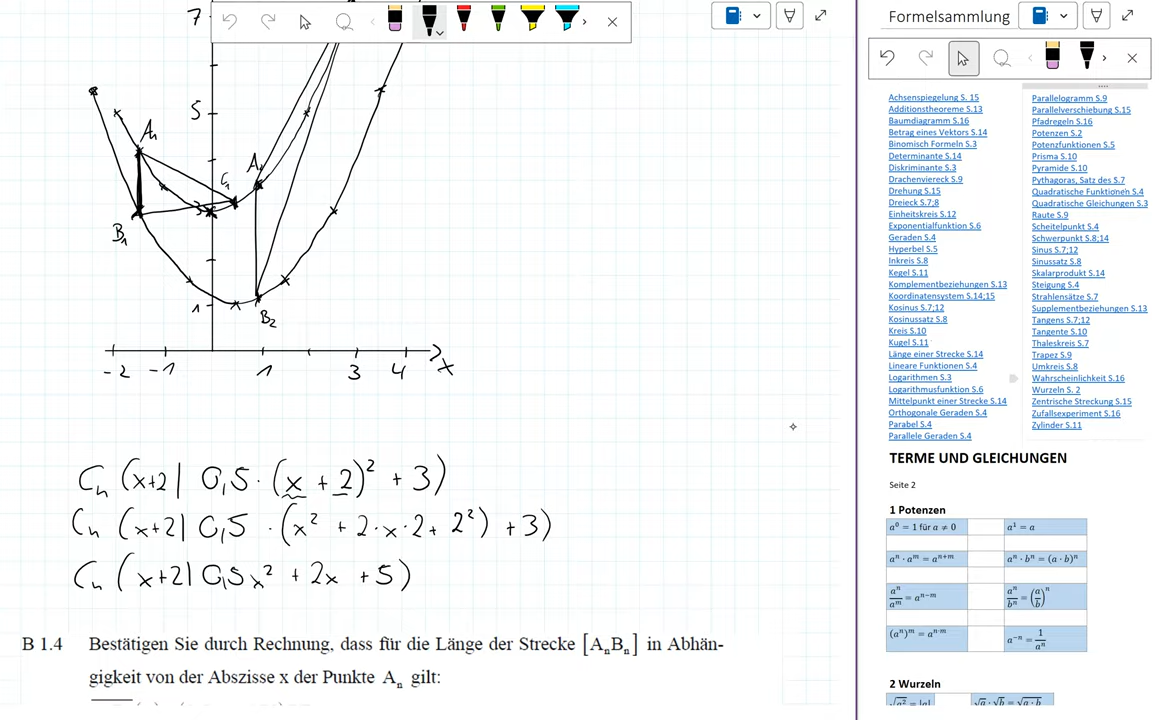 7
5
3
1
A₁
B₁
C₁
A₂
B₂
-2 -1 1 3 4 x
Cₙ (x+2 | 0,5 · (x + 2)² + 3)
Cₙ (x+2 | 0,5 · (x² + 2·x·2 + 2²) + 3)
Cₙ (x+2 | 0,5x² + 2x + 5)
B 1.4 Bestätigen Sie durch Rechnung, dass für die Länge der Strecke [AₙBₙ] in Abhän-
gigkeit von der Abszisse x der Punkte Aₙ gilt:
Formelsammlung
Achsenspiegelung S. 15
Additionstheoreme S.13
Baumdiagramm S.16
Betrag eines Vektors S.14
Binomisch Formeln S.3
Determinante S.14
Diskriminante S.3
Drachenviereck S.9
Drehung S.15
Dreieck S.7;8
Einheitskreis S.12
Exponentialfunktion S.6
Geraden S.4
Hyperbel S.5
Inkreis S.8
Kegel S.11
Komplementbeziehungen S.13
Koordinatensystem S.14;15
Kosinus S.7;12
Kosinussatz S.8
Kreis S.10
Kugel S.11
Länge einer Strecke S.14
Lineare Funktionen S.4
Logarithmen S.3
Logarithmusfunktion S.6
Mittelpunkt einer Strecke S.14
Orthogonale Geraden S.4
Parabel S.4
Parallele Geraden S.4
Parallelogramm S.9
Parallelverschiebung S.15
Pfadregeln S.16
Potenzen S.2
Potenzfunktionen S.5
Prisma S.10
Pyramide S.10
Pythagoras, Satz des S.7
Quadratische Funktionen S.4
Quadratische Gleichungen S.3
Raute S.9
Scheitelpunkt S.4
Schwerpunkt S.8;14
Sinus S.7;12
Sinussatz S.8
Skalarprodukt S.14
Steigung S.4
Strahlensätze S.7
Supplementbeziehungen S.13
Tangens S.7;12
Tangente S.10
Thaleskreis S.7
Trapez S.9
Umkreis S.8
Wahrscheinlichkeit S.16
Wurzeln S. 2
Zentrische Streckung S.15
Zufallsexperiment S.16
Zylinder S.11
TERME UND GLEICHUNGEN
Seite 2
1 Potenzen
a⁰ = 1 für a ≠ 0 a¹ = a
aⁿ · aᵐ = aⁿ⁺ᵐ aⁿ · bⁿ = (a · b)ⁿ
aⁿ/aᵐ = aⁿ⁻ᵐ aⁿ/bⁿ = (a/b)ⁿ
(aⁿ)ᵐ = aⁿ·ᵐ a⁻ⁿ = 1/aⁿ
2 Wurzeln
√a² = |a| √a · √b = √a · b